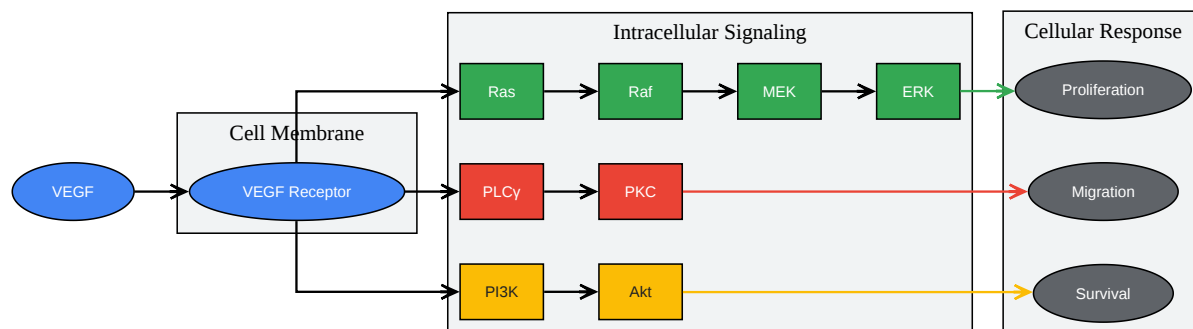 Intracellular Signaling
Cellular Response
Ras
Raf
MEK
ERK
Proliferation
Cell Membrane
VEGF
VEGF Receptor
PLCγ
PKC
Migration
PI3K
Akt
Survival